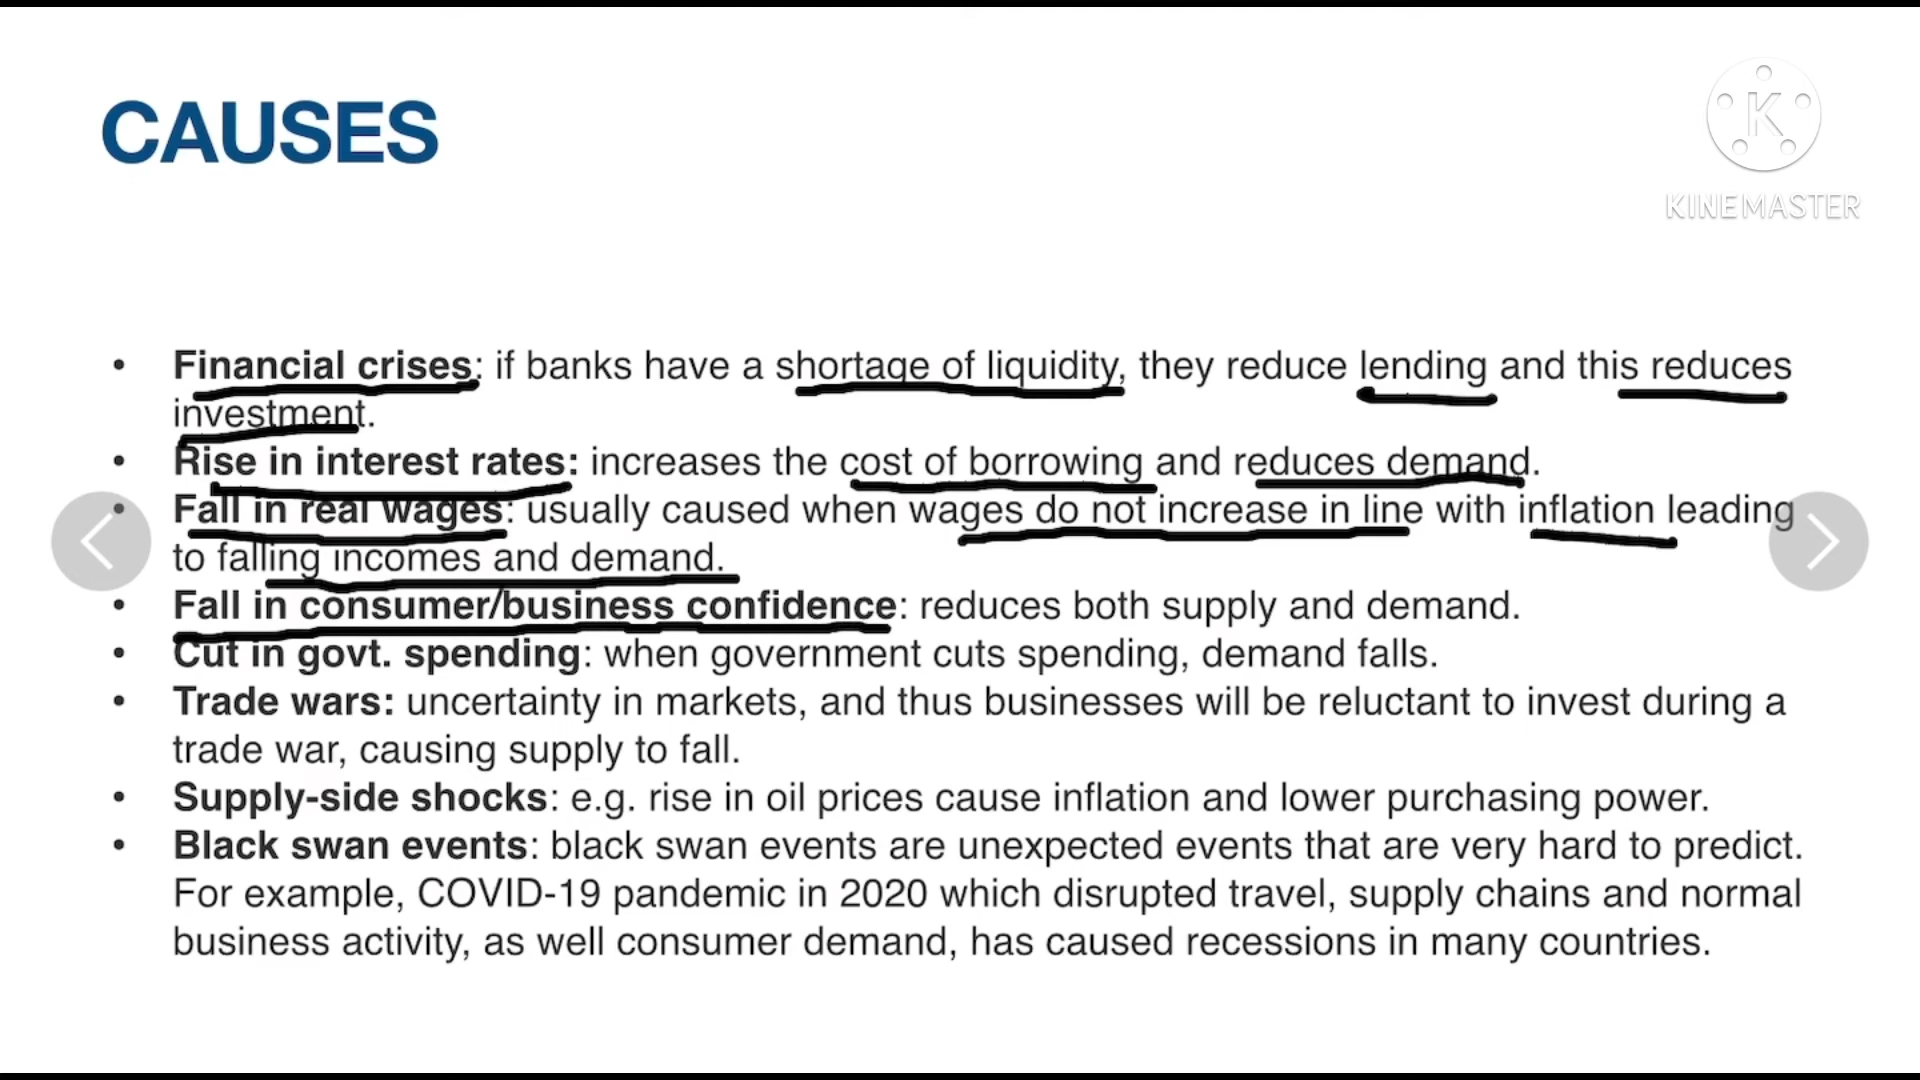 CAUSES
K
KINEMASTER
• Financial crises: if banks have a shortage of liquidity, they reduce lending and this reduces
investment.
• Rise in interest rates: increases the cost of borrowing and reduces demand.
• Fall in real wages: usually caused when wages do not increase in line with inflation leading
to falling incomes and demand.
• Fall in consumer/business confidence: reduces both supply and demand.
• Cut in govt. spending: when government cuts spending, demand falls.
• Trade wars: uncertainty in markets, and thus businesses will be reluctant to invest during a
trade war, causing supply to fall.
• Supply-side shocks: e.g. rise in oil prices cause inflation and lower purchasing power.
• Black swan events: black swan events are unexpected events that are very hard to predict.
For example, COVID-19 pandemic in 2020 which disrupted travel, supply chains and normal
business activity, as well consumer demand, has caused recessions in many countries.